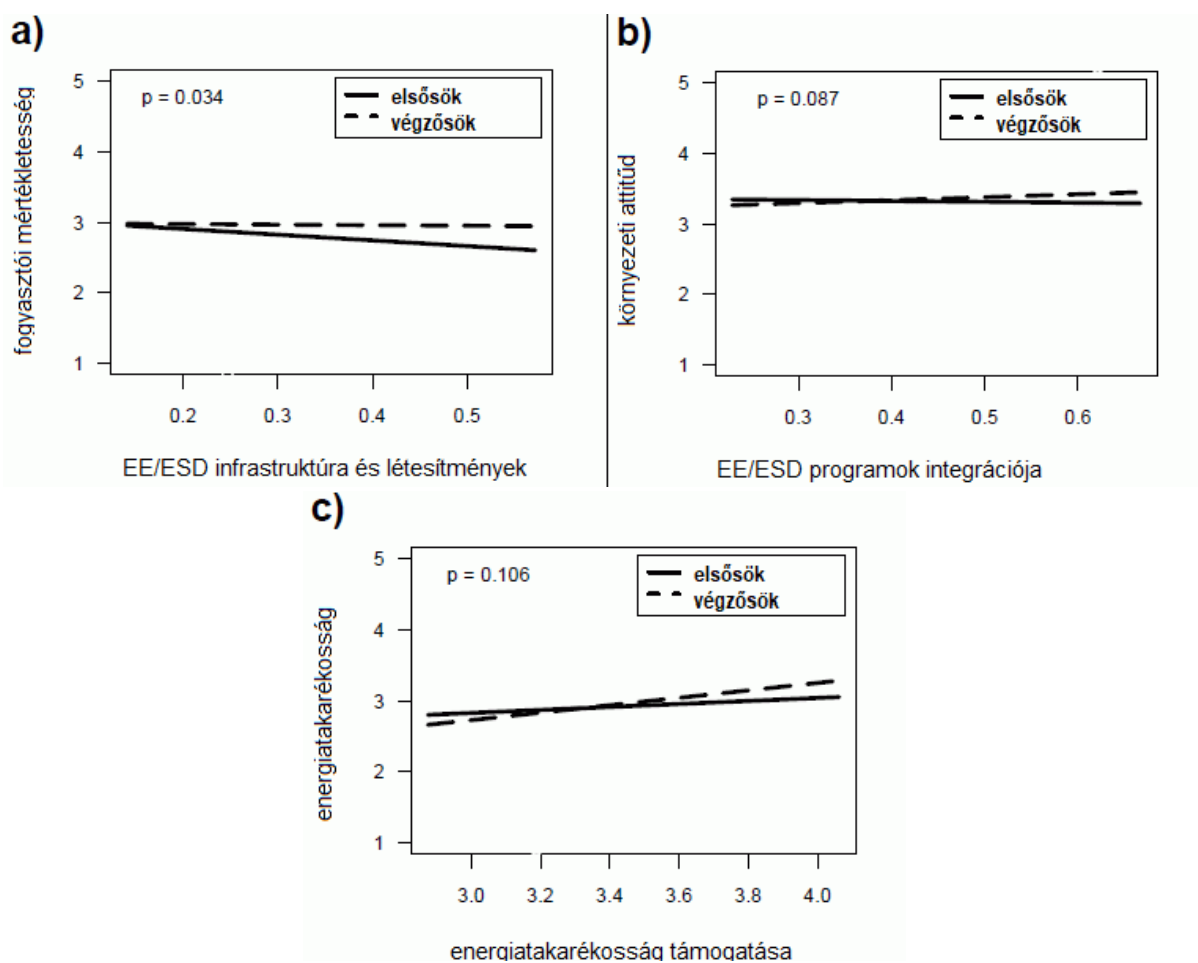 a)
fogyasztói mértékletesség
5
4
3
2
1
p = 0.034
elsősök
végzősök
0.2 0.3 0.4 0.5
EE/ESD infrastruktúra és létesítmények
b)
környezeti attitűd
5
4
3
2
1
p = 0.087
elsősök
végzősök
0.3 0.4 0.5 0.6
EE/ESD programok integrációja
c)
energiatakarékosság
5
4
3
2
1
p = 0.106
elsősök
végzősök
3.0 3.2 3.4 3.6 3.8 4.0
energiatakarékosság támogatása